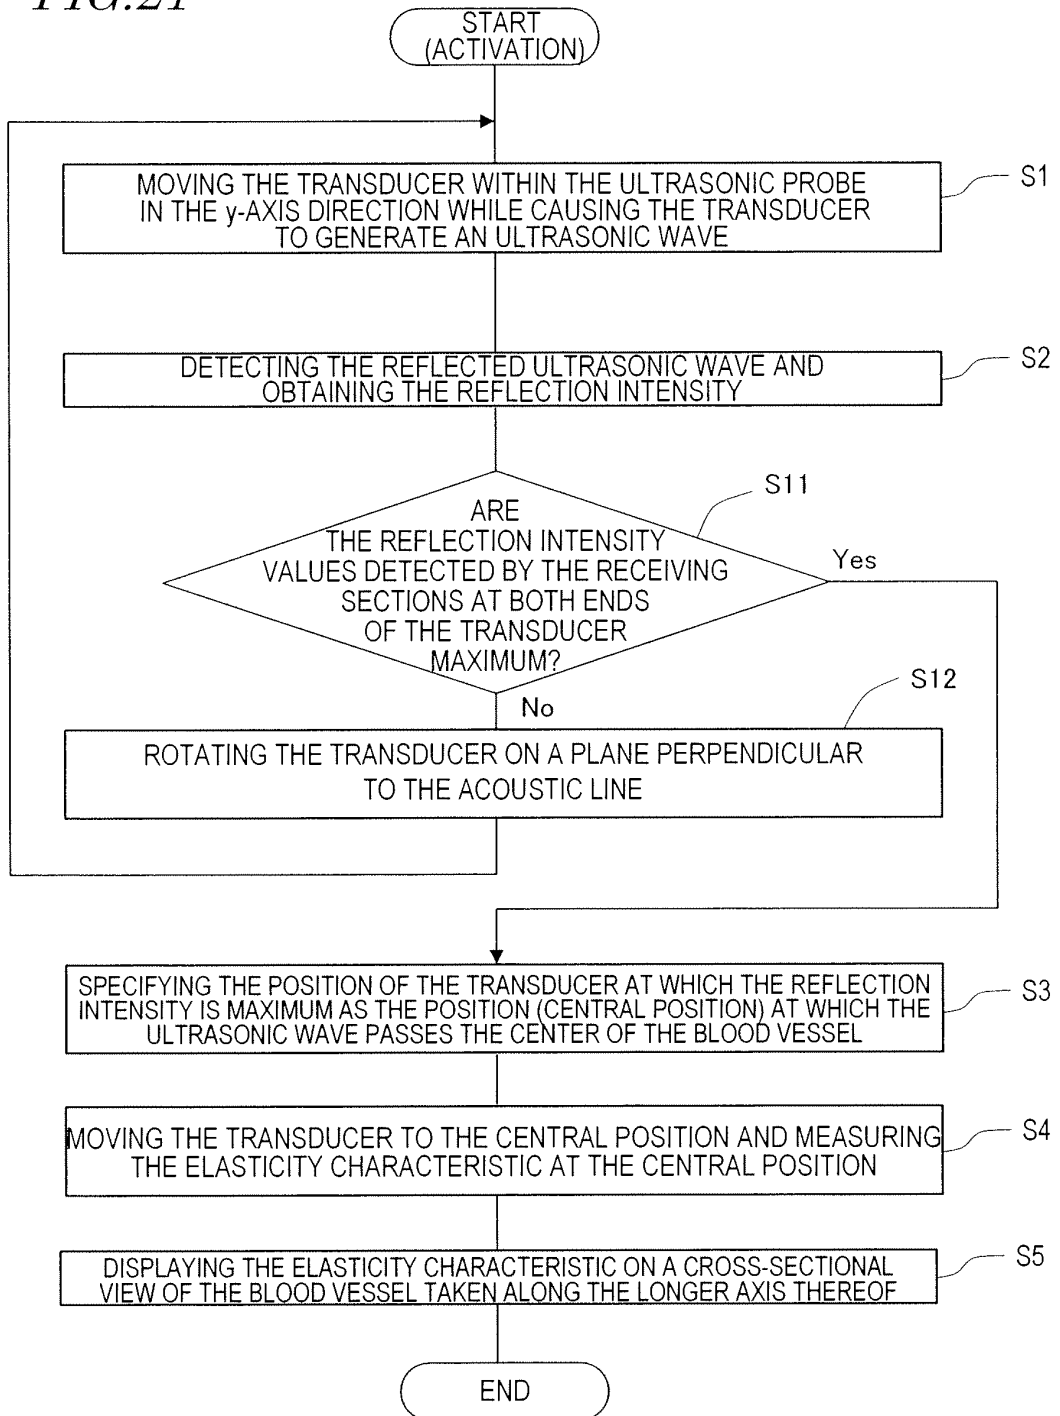 FIG.21
START
(ACTIVATION)
MOVING THE TRANSDUCER WITHIN THE ULTRASONIC PROBE
IN THE y-AXIS DIRECTION WHILE CAUSING THE TRANSDUCER
TO GENERATE AN ULTRASONIC WAVE
S1
DETECTING THE REFLECTED ULTRASONIC WAVE AND
OBTAINING THE REFLECTION INTENSITY
S2
S11
ARE
THE REFLECTION INTENSITY
VALUES DETECTED BY THE RECEIVING
SECTIONS AT BOTH ENDS
OF THE TRANSDUCER
MAXIMUM?
Yes
No
S12
ROTATING THE TRANSDUCER ON A PLANE PERPENDICULAR
TO THE ACOUSTIC LINE
SPECIFYING THE POSITION OF THE TRANSDUCER AT WHICH THE REFLECTION
INTENSITY IS MAXIMUM AS THE POSITION (CENTRAL POSITION) AT WHICH THE
ULTRASONIC WAVE PASSES THE CENTER OF THE BLOOD VESSEL
S3
MOVING THE TRANSDUCER TO THE CENTRAL POSITION AND MEASURING
THE ELASTICITY CHARACTERISTIC AT THE CENTRAL POSITION
S4
DISPLAYING THE ELASTICITY CHARACTERISTIC ON A CROSS-SECTIONAL
VIEW OF THE BLOOD VESSEL TAKEN ALONG THE LONGER AXIS THEREOF
S5
END